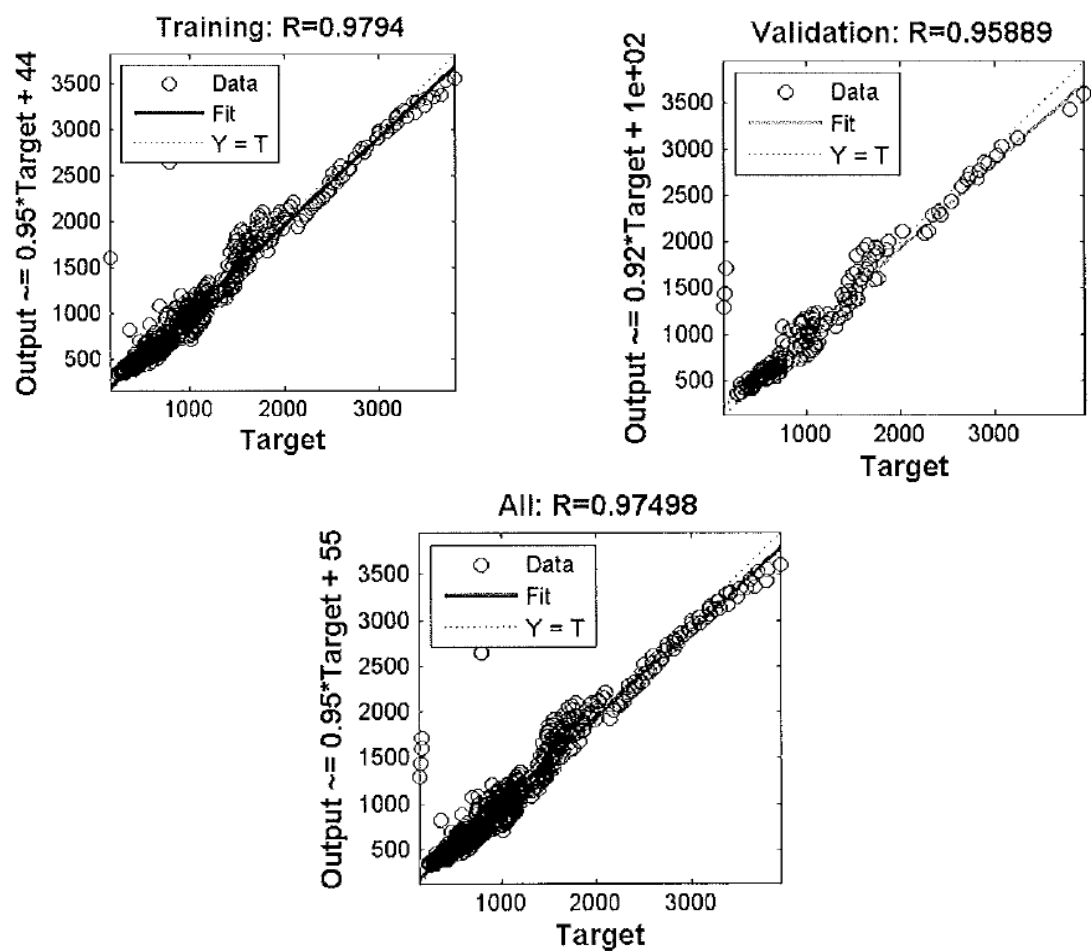 Training: R=0.9794
Output ~= 0.95*Target + 44
3500
3000
2500
2000
1500
1000
500
Data
Fit
Y = T
1000
2000
3000
Target
Validation: R=0.95889
Output ~= 0.92*Target + 1e+02
3500
3000
2500
2000
1500
1000
500
Data
Fit
Y = T
1000
2000
3000
Target
All: R=0.97498
Output ~= 0.95*Target + 55
3500
3000
2500
2000
1500
1000
500
Data
Fit
Y = T
1000
2000
3000
Target